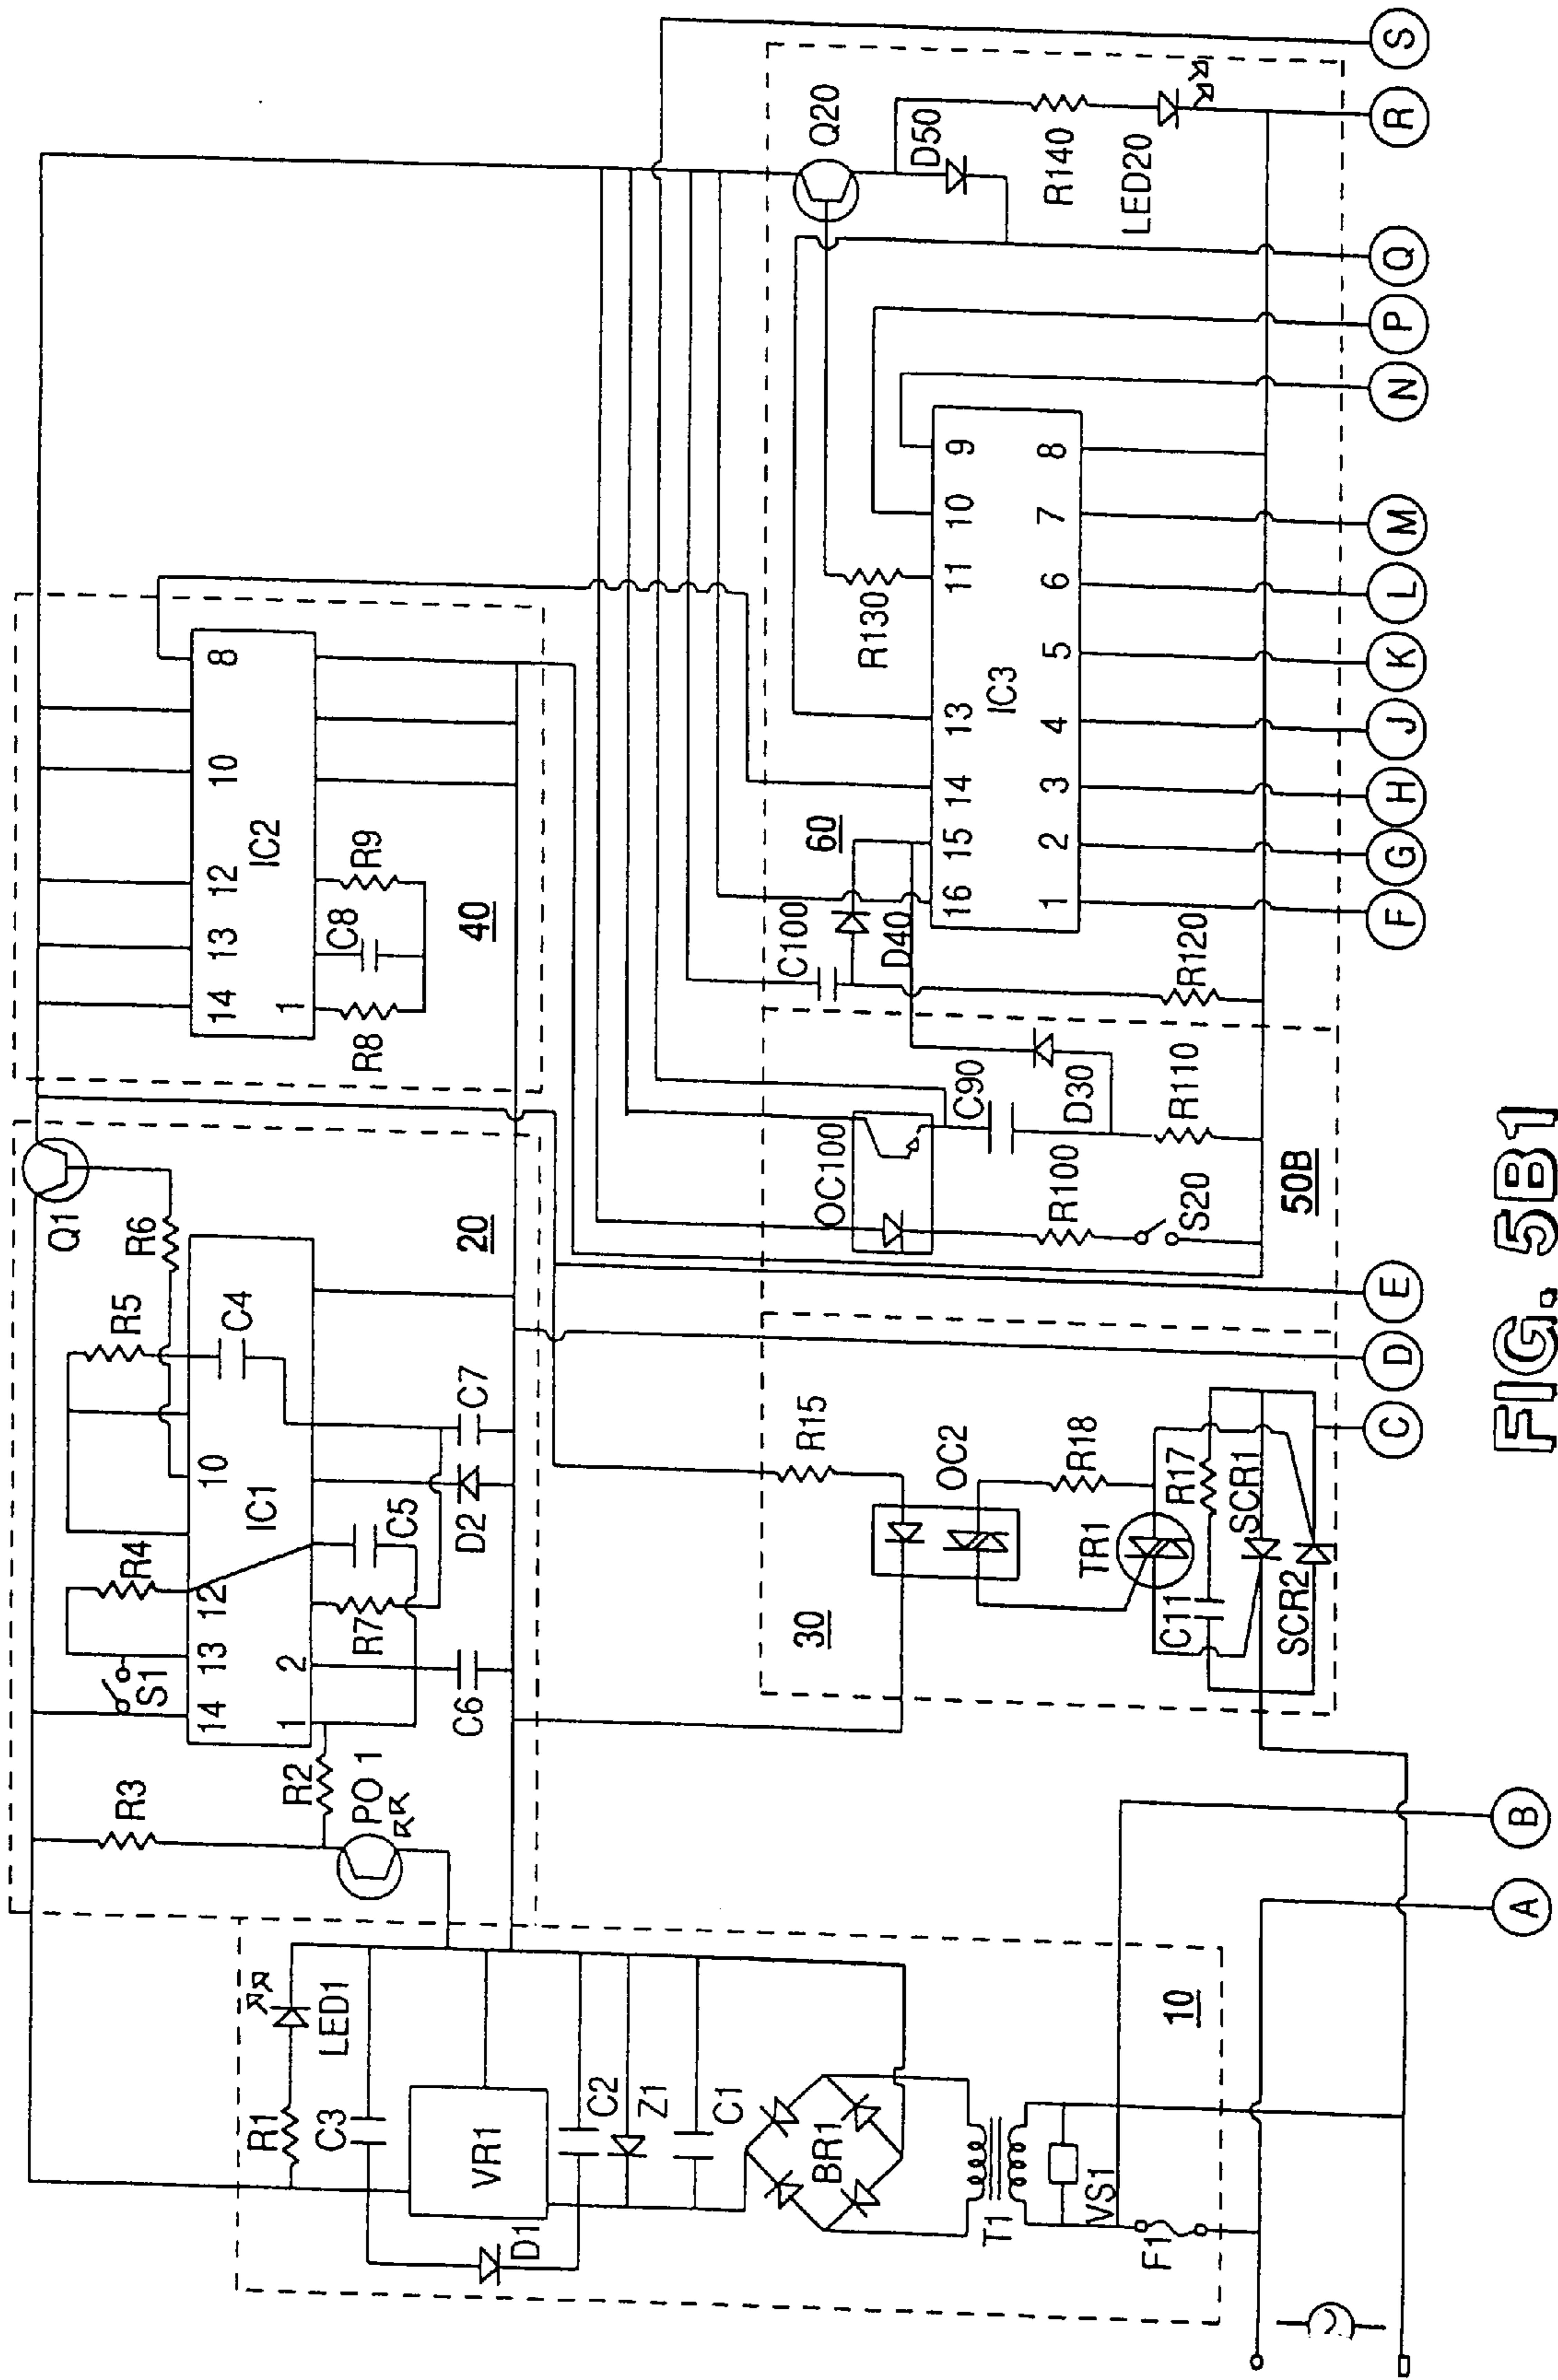 Q1
R6
R5
C4
R4
10
IC1
12
13
14
S1
1
2
R3
R2
PO 1
R7
C5
D2
C7
C6
20
14
13
12
10
8
IC2
1
R8
C8
R9
40
R1
LED1
C3
VR1
D1
C2
Z1
C1
BR1
T1
VS1
F1
10
R15
OC2
30
R18
TR1
R17
C11
SCR1
SCR2
OC100
C90
D30
R100
R110
S20
50B
C100
D40
R120
60
16
15
14
13
11
10
9
IC3
1
2
3
4
5
6
7
8
R130
Q20
D50
R140
LED20
A
B
C
D
E
F
G
H
J
K
L
M
N
P
Q
R
S
FIG. 5B1